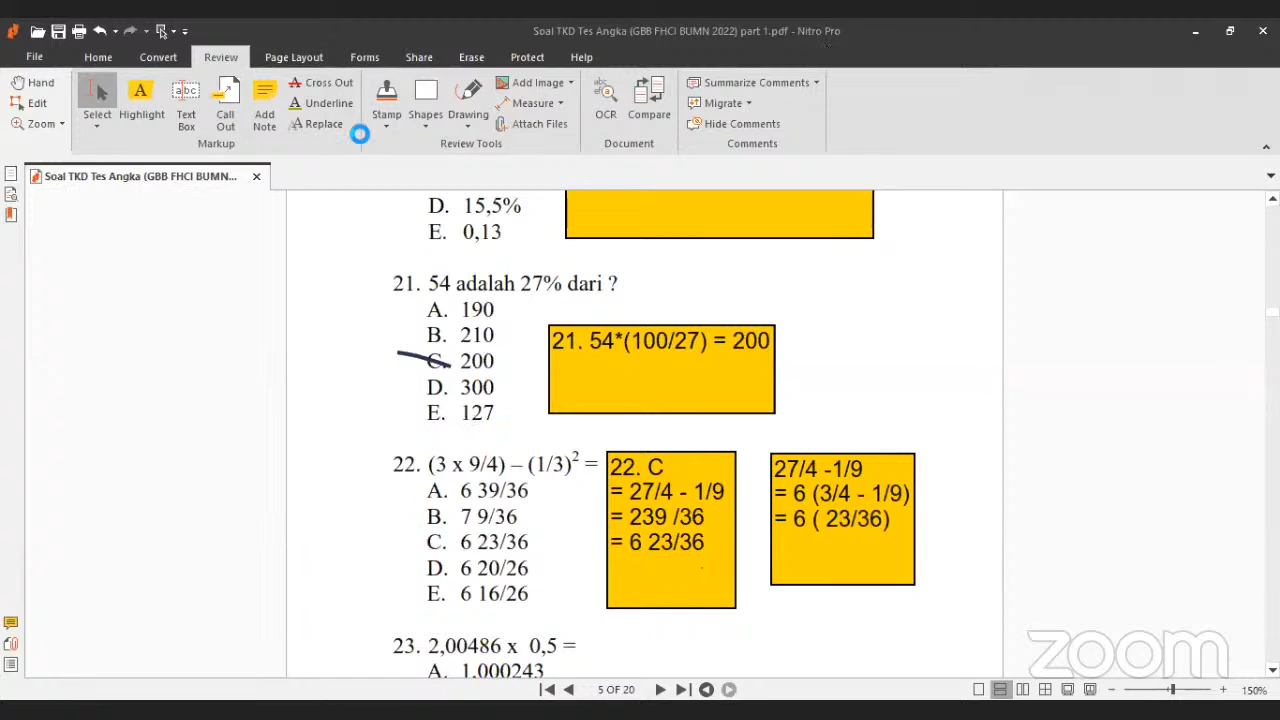 Soal TKD Tes Angka (GBB FHCI BUMN 2022) part 1.pdf - Nitro Pro
File Home Convert Review Page Layout Forms Share Erase Protect Help
Hand
Edit
Zoom
Select
Highlight
Text Box
Call Out
Add Note
Cross Out
Underline
Replace
Markup
Stamp
Shapes
Drawing
Add Image
Measure
Attach Files
Review Tools
OCR
Compare
Document
Summarize Comments
Migrate
Hide Comments
Comments
Soal TKD Tes Angka (GBB FHCI BUMN...
D. 15,5%
E. 0,13
21. 54 adalah 27% dari ?
A. 190
B. 210
C. 200
D. 300
E. 127
21. 54*(100/27) = 200
22. (3 x 9/4) – (1/3)² =
A. 6 39/36
B. 7 9/36
C. 6 23/36
D. 6 20/26
E. 6 16/26
22. C
= 27/4 - 1/9
= 239 /36
= 6 23/36
27/4 -1/9
= 6 (3/4 - 1/9)
= 6 ( 23/36)
23. 2,00486 x 0,5 =
A. 1,000243
zoom
5 OF 20
150%